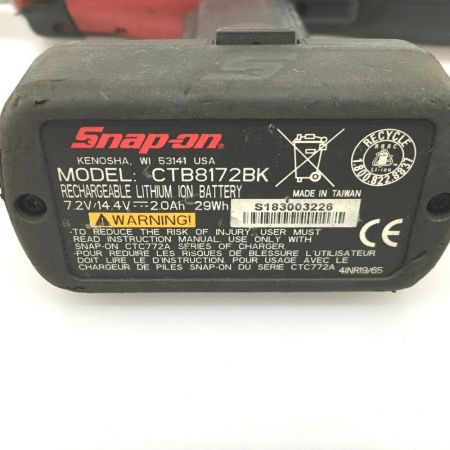 Snap-on
KENOSHA, WI 53141 USA
MODEL: CTB8172BK
RECHARGEABLE LITHIUM ION BATTERY
MADE IN TAIWAN
7.2V/14.4V 2.0Ah 29Wh
S183003226
WARNING!
-TO REDUCE THE RISK OF INJURY, USER MUST
READ INSTRUCTION MANUAL. USE ONLY WITH
SNAP-ON CTC772A SERIES OF CHARGER.
-POUR REDUIRE LES RISQUES DE BLESSURE L'UTILISATEUR
DOIT LIRE LE D'INSTRUCTION. POUR USAGE AVEC LE
CHARGEUR DE PILES SNAP-ON DU SERIE CTC772A
4INR19/65
RECYCLE
RBRC
Li-ion
1.800.822.8837
CE